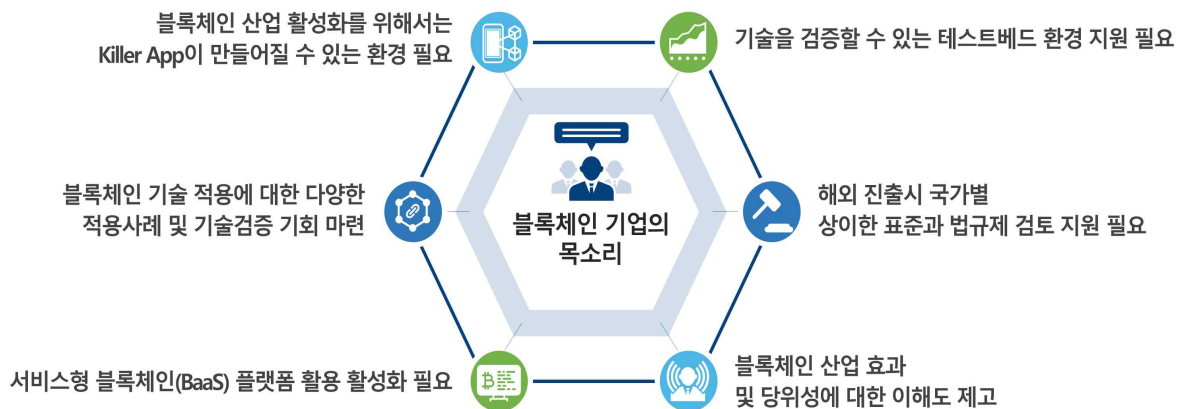 블록체인 산업 활성화를 위해서는
Killer App이 만들어질 수 있는 환경 필요
기술을 검증할 수 있는 테스트베드 환경 지원 필요
블록체인 기술 적용에 대한 다양한
적용사례 및 기술검증 기회 마련
블록체인 기업의
목소리
해외 진출시 국가별
상이한 표준과 법규제 검토 지원 필요
서비스형 블록체인(BaaS) 플랫폼 활용 활성화 필요
블록체인 산업 효과
및 당위성에 대한 이해도 제고